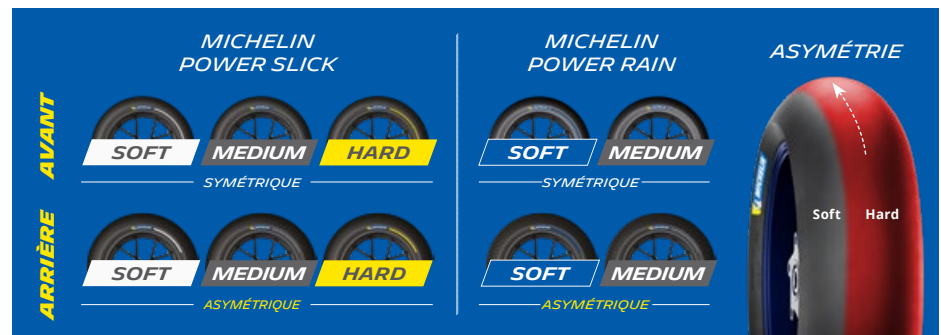 MICHELIN
POWER SLICK
MICHELIN
POWER RAIN
ASYMÉTRIE
AVANT
SOFT MEDIUM HARD
SYMÉTRIQUE
SOFT MEDIUM
SYMÉTRIQUE
ARRIÈRE
SOFT MEDIUM HARD
ASYMÉTRIQUE
SOFT MEDIUM
ASYMÉTRIQUE
MICHELIN
Soft Hard